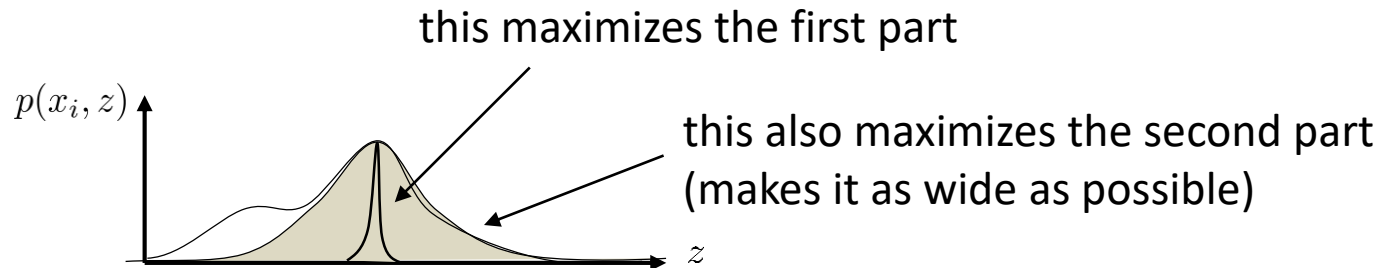 this maximizes the first part
p(x_i, z)
this also maximizes the second part
(makes it as wide as possible)
z